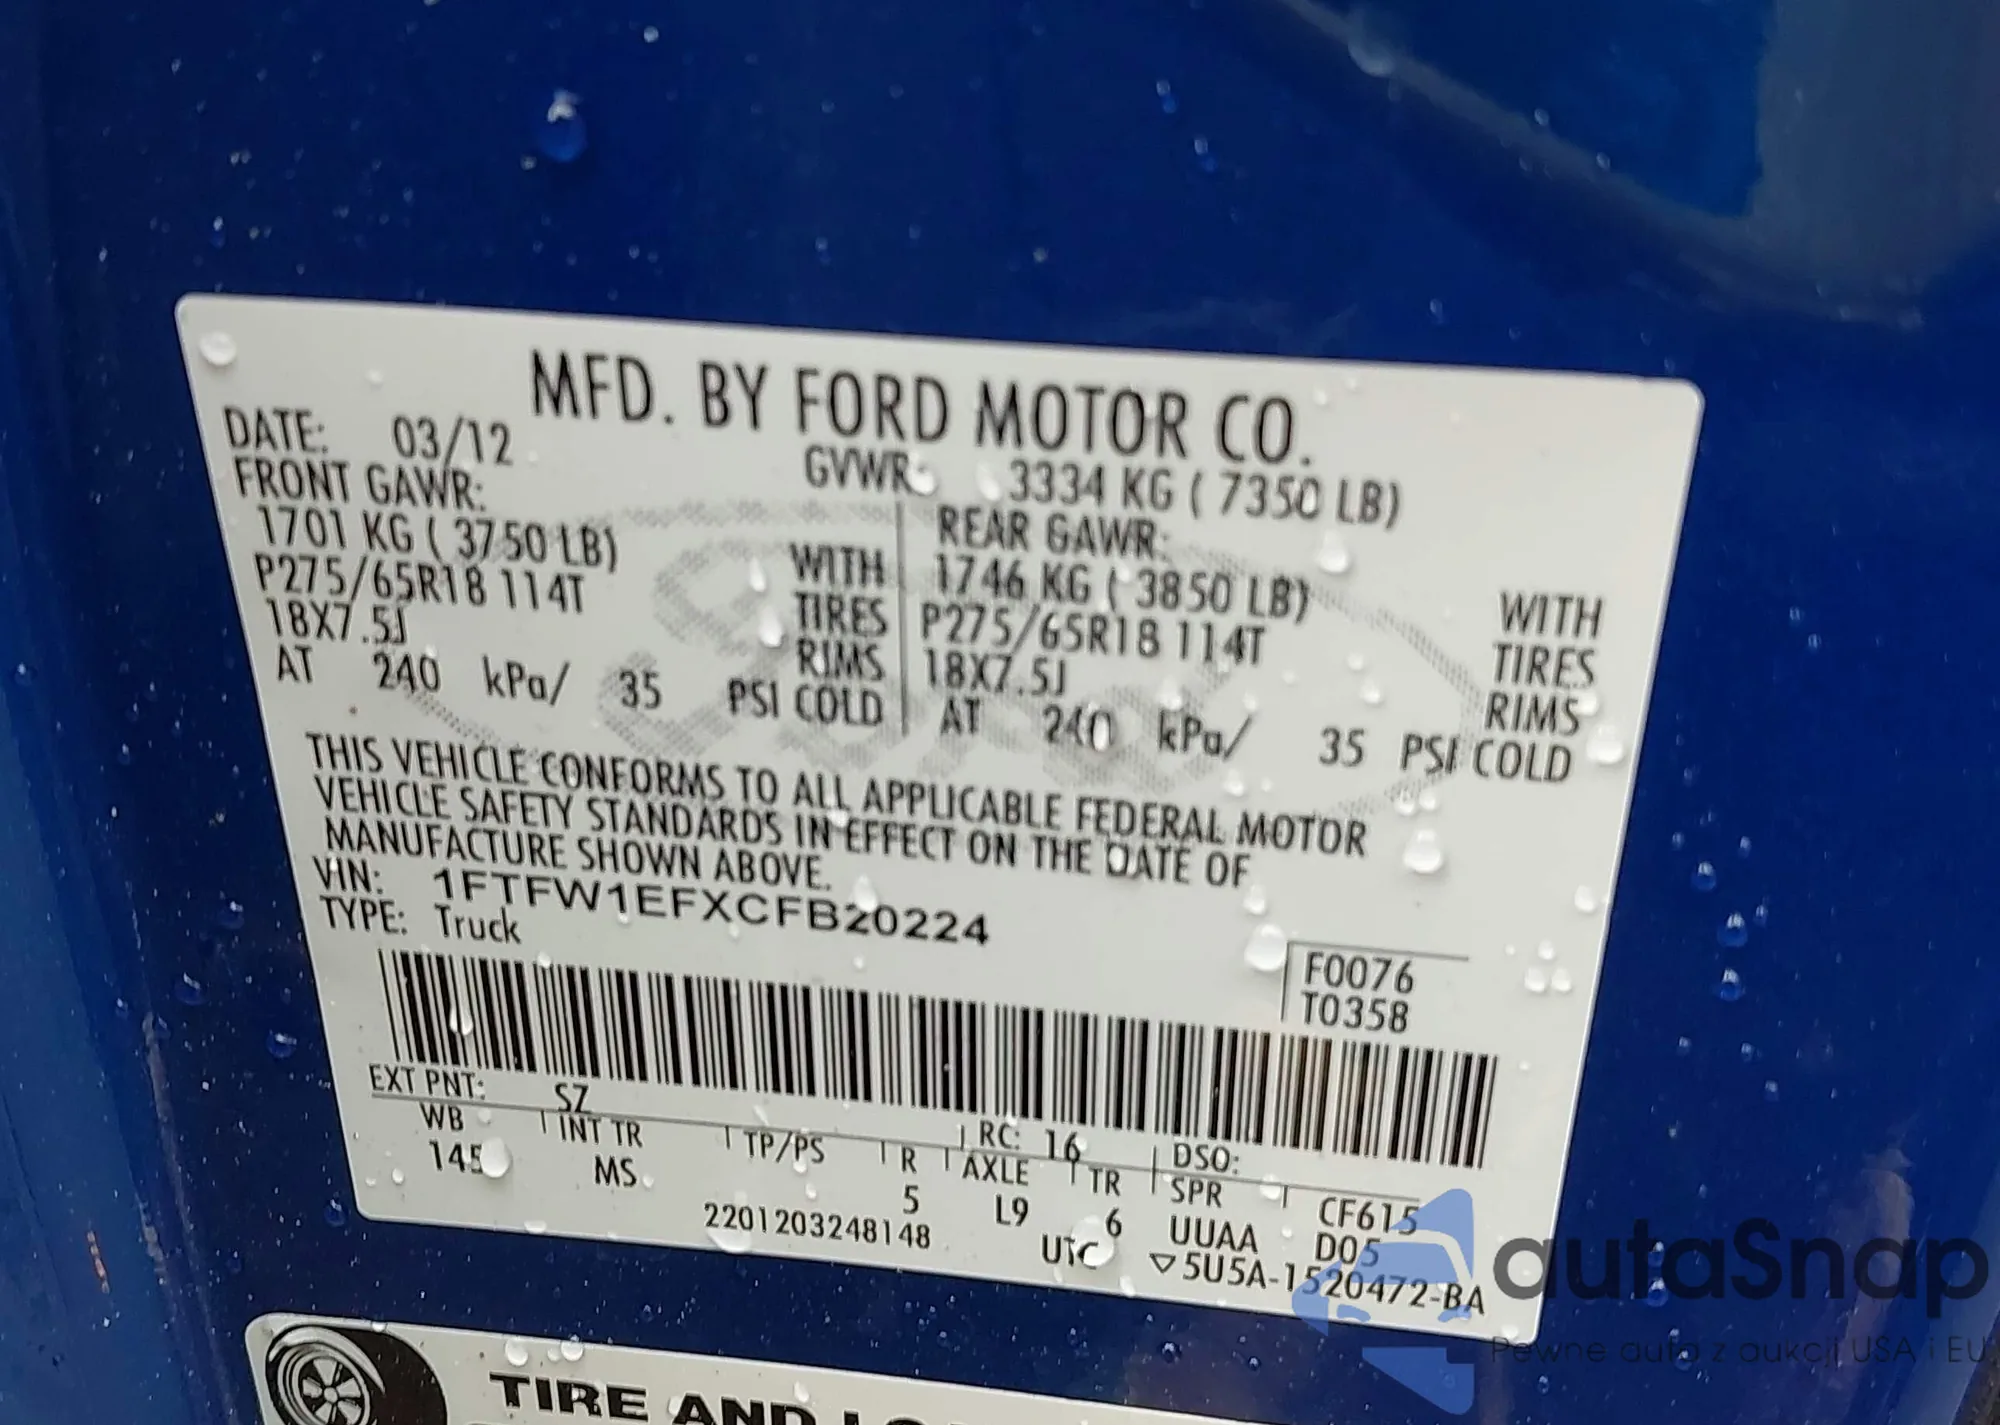 MFD. BY FORD MOTOR CO.
DATE: 03/12
GVWR: 3334 KG ( 7350 LB)
FRONT GAWR:
1701 KG ( 3750 LB)
WITH
P275/65R18 114T
TIRES
18X7.5J
RIMS
AT 240 kPa/ 35 PSI COLD
REAR GAWR:
1746 KG ( 3850 LB)
WITH
P275/65R18 114T
TIRES
18X7.5J
RIMS
AT 240 kPa/ 35 PSI COLD
THIS VEHICLE CONFORMS TO ALL APPLICABLE FEDERAL MOTOR
VEHICLE SAFETY STANDARDS IN EFFECT ON THE DATE OF
MANUFACTURE SHOWN ABOVE.
VIN: 1FTFW1EFXCFB20224
TYPE: Truck
F0076
T0358
EXT PNT: SZ RC: 16 DSO:
WB INT TR TP/PS R AXLE TR SPR CF615
145 MS 5 L9 6 UUAA D05
2201203248148 UTC ▽5U5A-1520472-BA
TIRE AND
autaSnap
Pewne auta z aukcji USA i EU